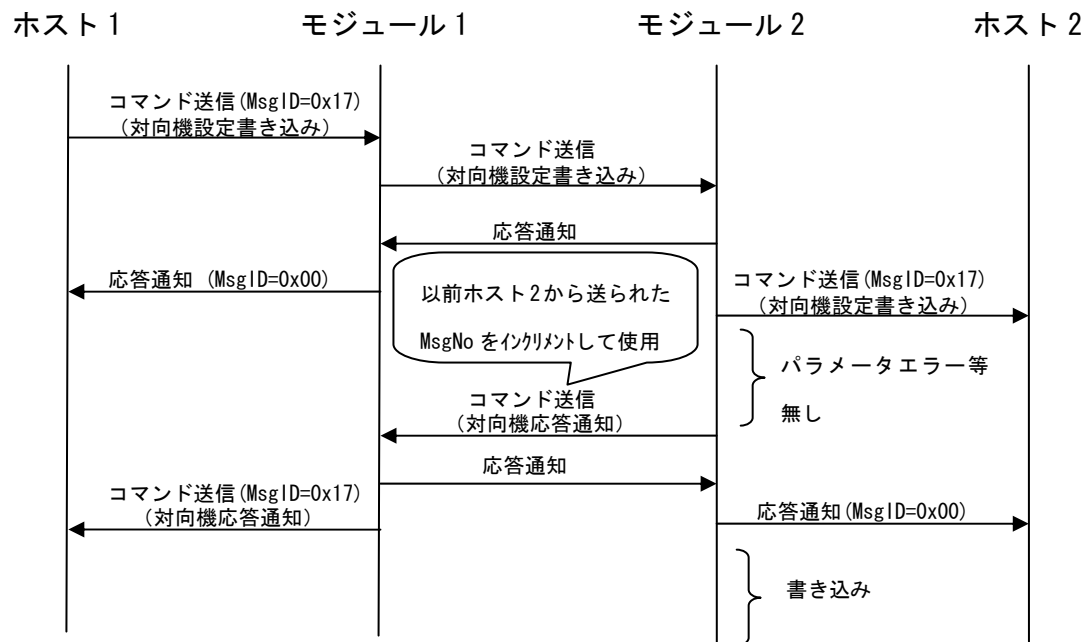 ホスト1 モジュール1 モジュール2 ホスト2
コマンド送信(MsgID=0x17)
(対向機設定書き込み)
コマンド送信
(対向機設定書き込み)
応答通知
応答通知 (MsgID=0x00)
以前ホスト2から送られた
MsgNo をインクリメントして使用
コマンド送信(MsgID=0x17)
(対向機設定書き込み)
パラメータエラー等
無し
コマンド送信
(対向機応答通知)
応答通知
コマンド送信(MsgID=0x17)
(対向機応答通知)
応答通知(MsgID=0x00)
書き込み